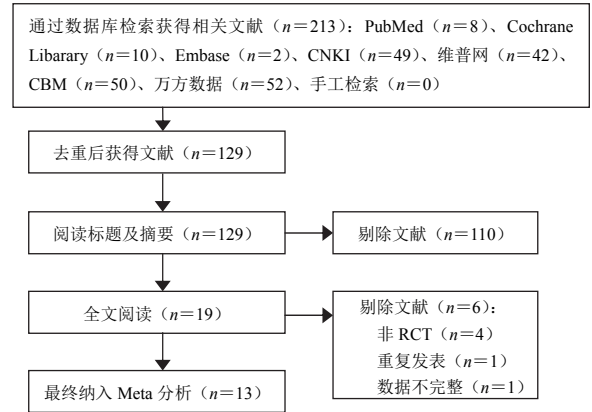 通过数据库检索获得相关文献（n＝213）：PubMed（n＝8）、Cochrane
Libarary（n＝10）、Embase（n＝2）、CNKI（n＝49）、维普网（n＝42）、
CBM（n＝50）、万方数据（n＝52）、手工检索（n＝0）
去重后获得文献（n＝129）
阅读标题及摘要（n＝129）
剔除文献（n＝110）
全文阅读（n＝19）
剔除文献（n＝6）：
非 RCT（n＝4）
重复发表（n＝1）
数据不完整（n＝1）
最终纳入 Meta 分析（n＝13）